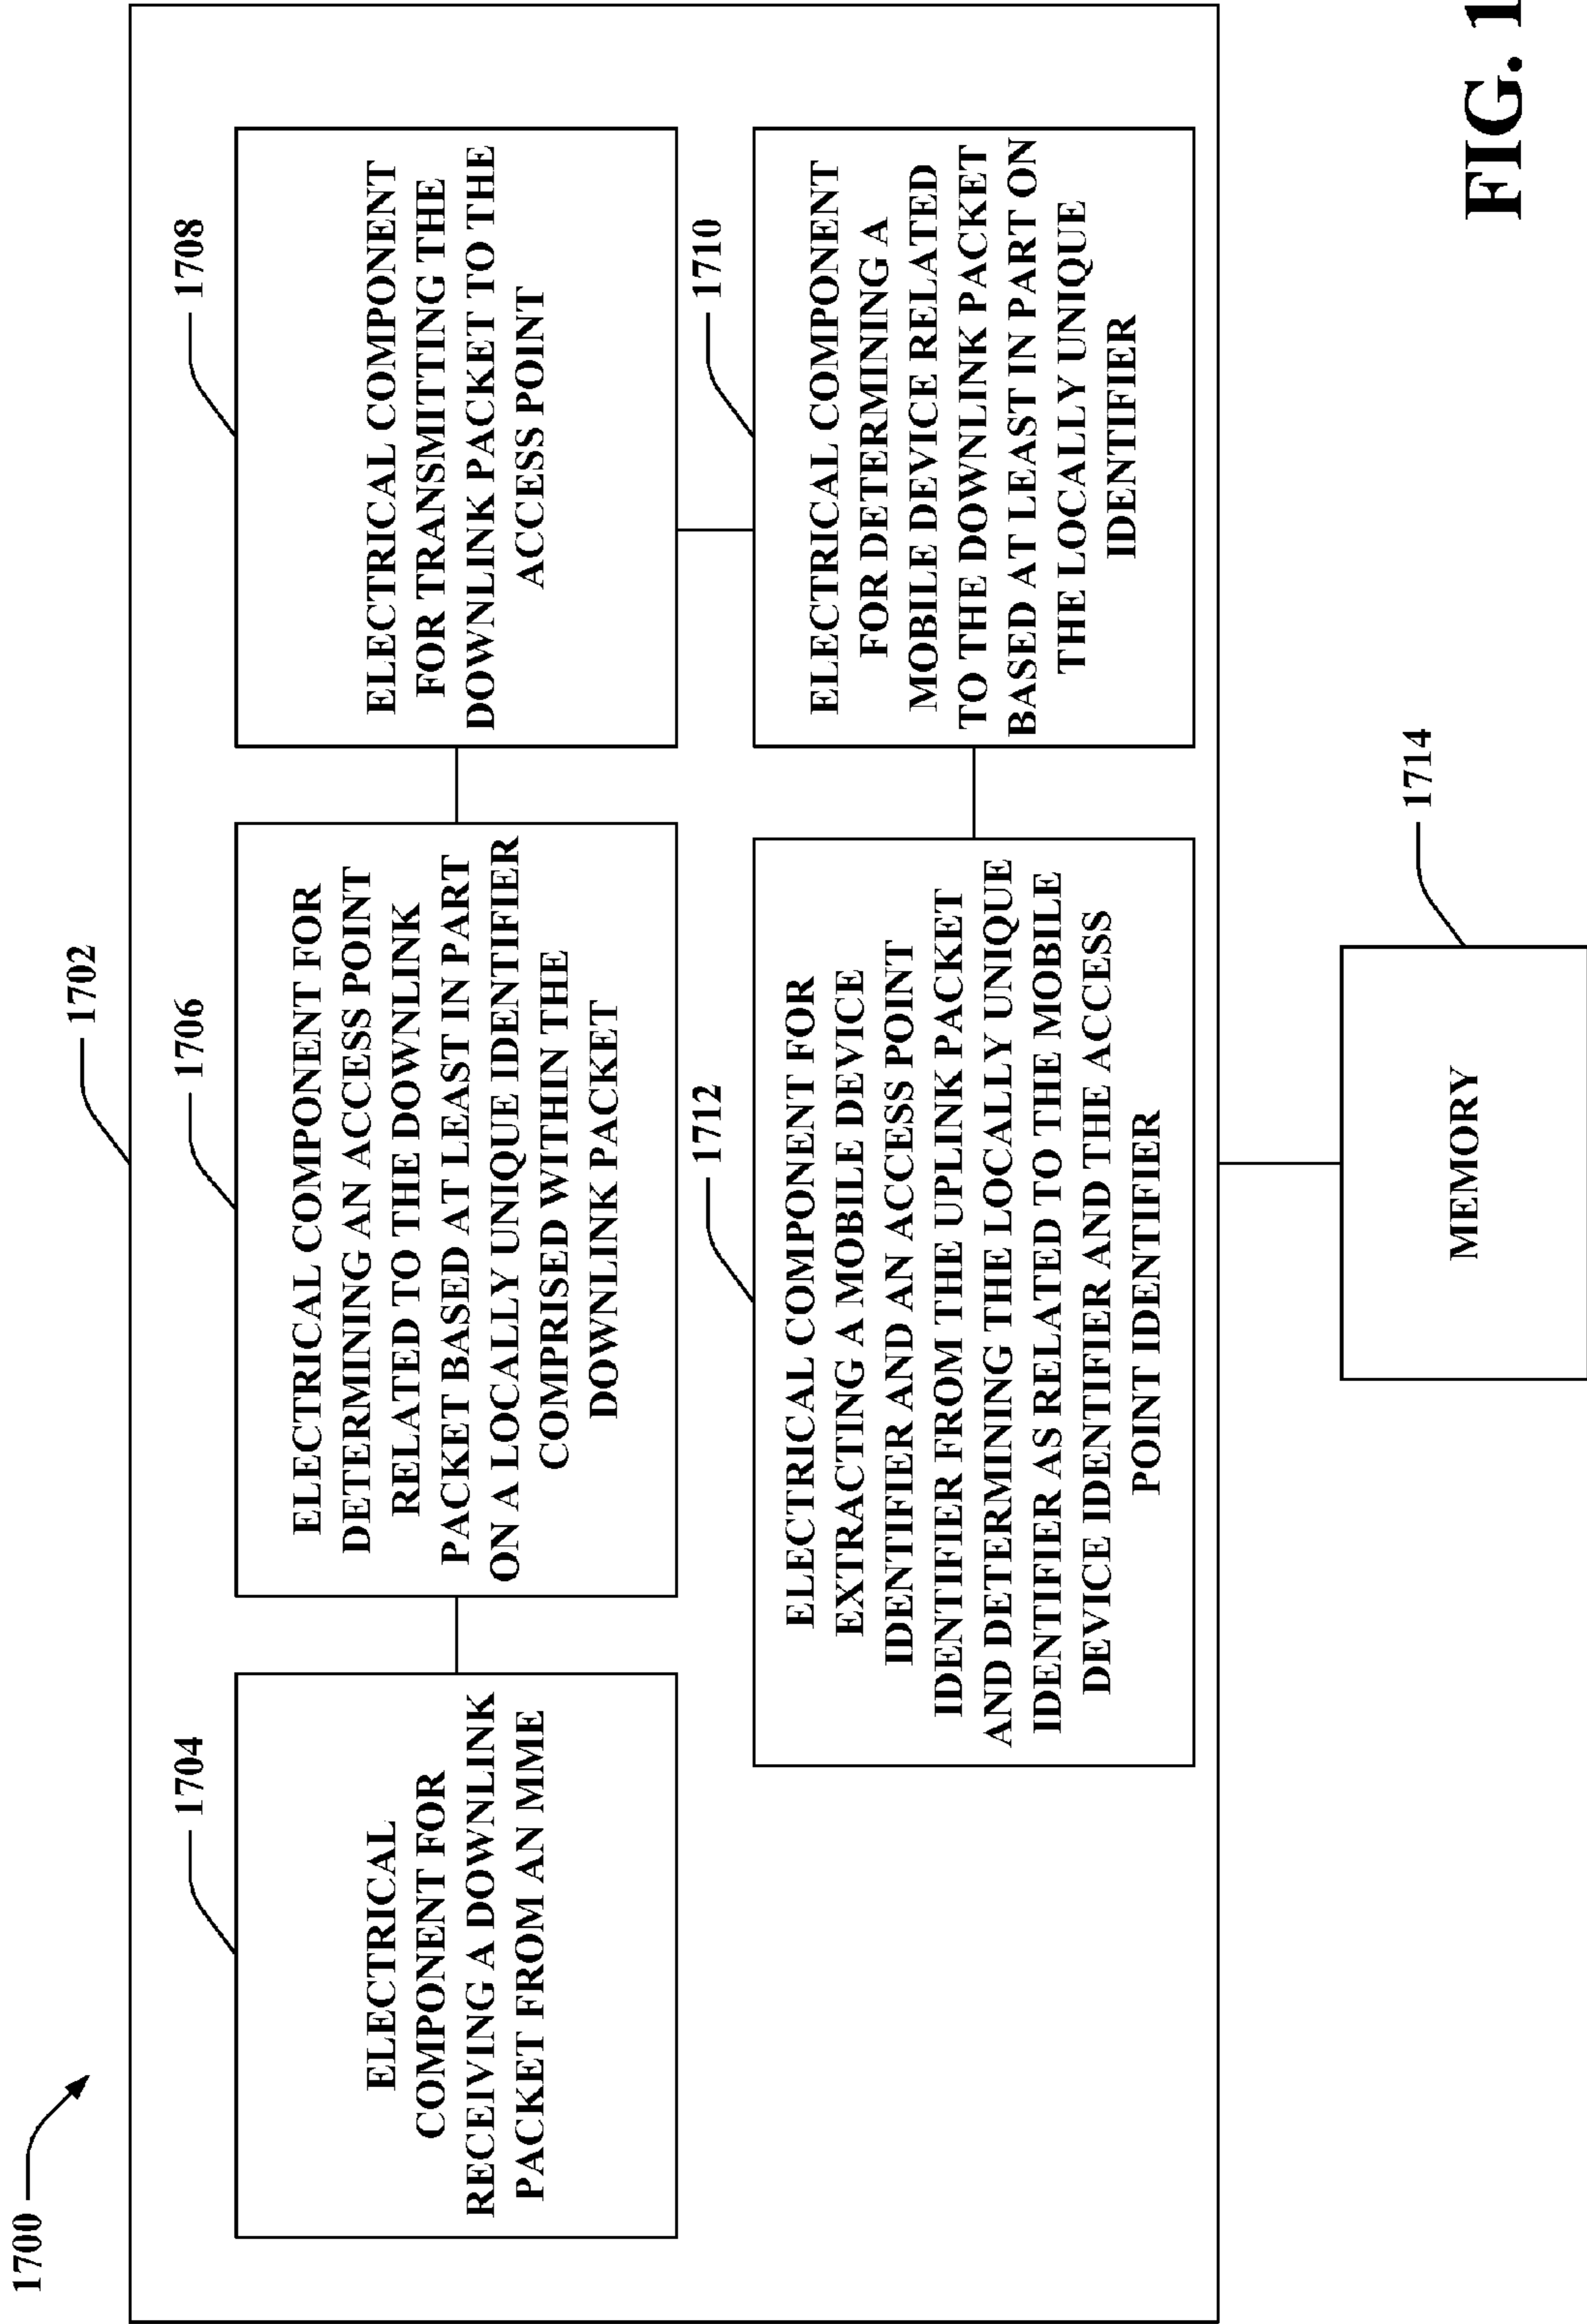 1700
1702
1704
ELECTRICAL
COMPONENT FOR
RECEIVING A DOWNLINK
PACKET FROM AN MME
1706
ELECTRICAL COMPONENT FOR
DETERMINING AN ACCESS POINT
RELATED TO THE DOWNLINK
PACKET BASED AT LEAST IN PART
ON A LOCALLY UNIQUE IDENTIFIER
COMPRISED WITHIN THE
DOWNLINK PACKET
1708
ELECTRICAL COMPONENT
FOR TRANSMITTING THE
DOWNLINK PACKET TO THE
ACCESS POINT
1712
ELECTRICAL COMPONENT FOR
EXTRACTING A MOBILE DEVICE
IDENTIFIER AND AN ACCESS POINT
IDENTIFIER FROM THE UPLINK PACKET
AND DETERMINING THE LOCALLY UNIQUE
IDENTIFIER AS RELATED TO THE MOBILE
DEVICE IDENTIFIER AND THE ACCESS
POINT IDENTIFIER
1710
ELECTRICAL COMPONENT
FOR DETERMINING A
MOBILE DEVICE RELATED
TO THE DOWNLINK PACKET
BASED AT LEAST IN PART ON
THE LOCALLY UNIQUE
IDENTIFIER
1714
MEMORY
FIG. 1